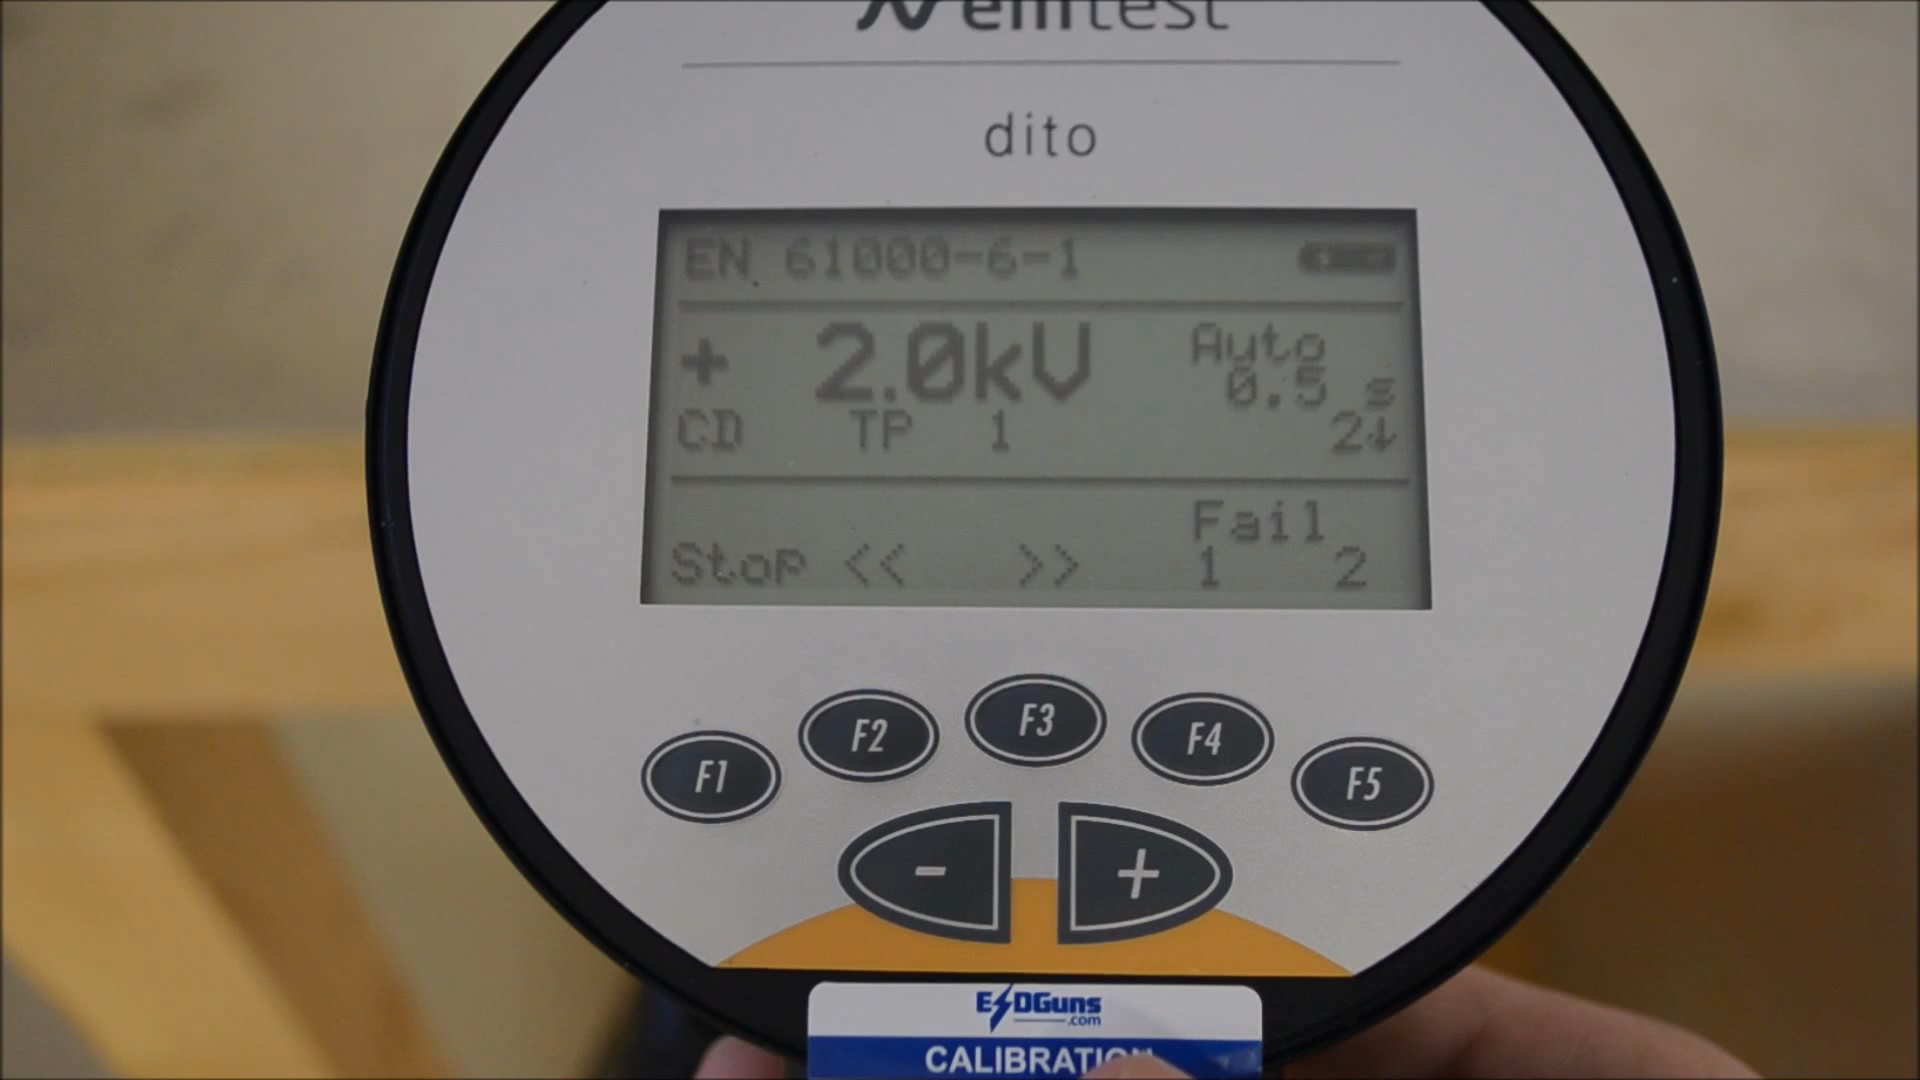 emtest
dito
EN 61000-6-1
+ 2.0kV Auto
0.5 s
CD TP 1 2↓
Fail
Stop << >> 1 2
F1 F2 F3 F4 F5
- +
ESDGuns
.com
CALIBRATION